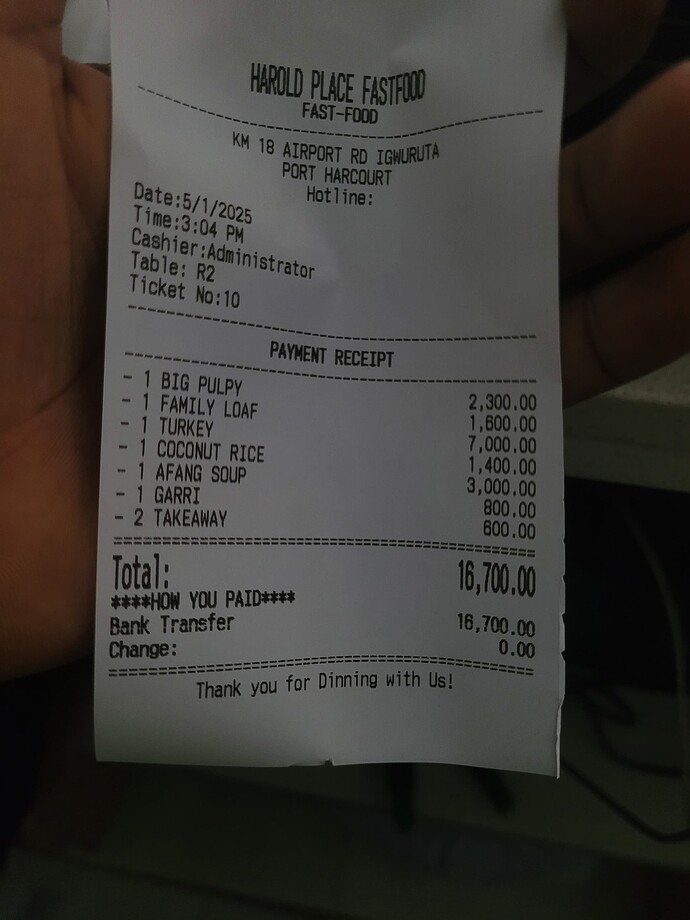 HAROLD PLACE FASTFOOD
FAST-FOOD
KM 18 AIRPORT RD IGWURUTA
PORT HARCOURT
Hotline:
Date:5/1/2025
Time:3:04 PM
Cashier:Administrator
Table: R2
Ticket No:10
PAYMENT RECEIPT
- 1 BIG PULPY 2,300.00
- 1 FAMILY LOAF 1,600.00
- 1 TURKEY 7,000.00
- 1 COCONUT RICE 1,400.00
- 1 AFANG SOUP 3,000.00
- 1 GARRI 800.00
- 2 TAKEAWAY 600.00
Total: 16,700.00
****HOW YOU PAID****
Bank Transfer 16,700.00
Change: 0.00
Thank you for Dinning with Us!